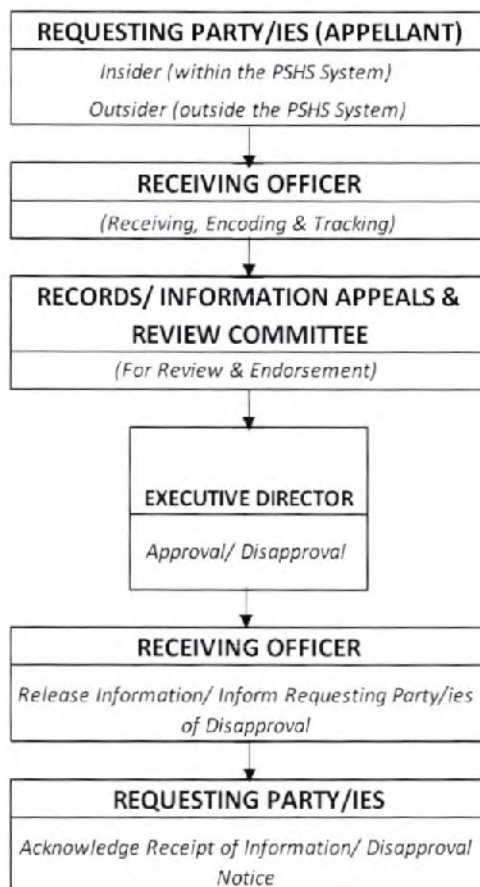 REQUESTING PARTY/IES (APPELLANT)
Insider (within the PSHS System)
Outsider (outside the PSHS System)
RECEIVING OFFICER
(Receiving, Encoding & Tracking)
RECORDS/ INFORMATION APPEALS &
REVIEW COMMITTEE
(For Review & Endorsement)
EXECUTIVE DIRECTOR
Approval/ Disapproval
RECEIVING OFFICER
Release Information/ Inform Requesting Party/ies
of Disapproval
REQUESTING PARTY/IES
Acknowledge Receipt of Information/ Disapproval
Notice